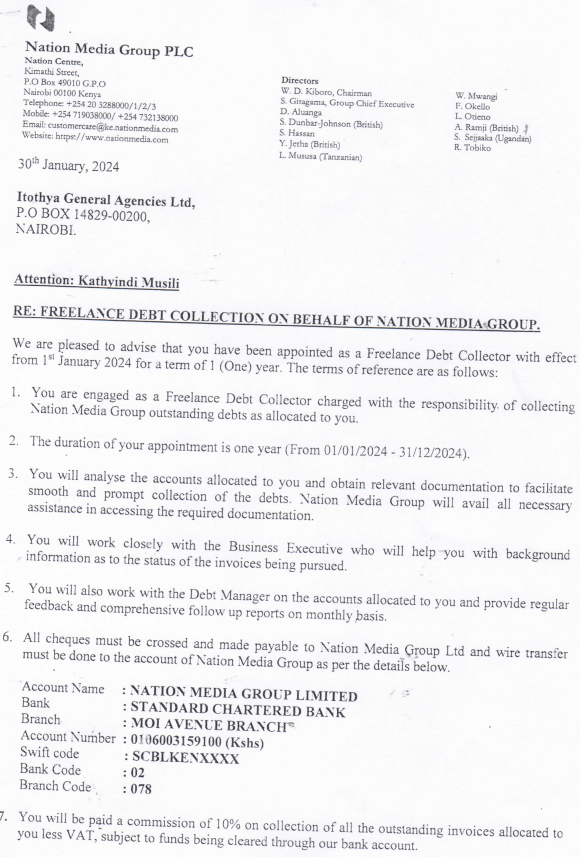 Nation Media Group PLC
Nation Centre,
Kimathi Street,
P.O Box 49010 G.P.O
Nairobi 00100 Kenya
Telephone: +254 20 3288000/1/2/3
Mobile: +254 719038000/ +254 732138000
Email: customercare@ke.nationmedia.com
Website: https//www.nationmedia.com
Directors
W. D. Kiboro, Chairman
S. Gitagama, Group Chief Executive
D. Aluanga
S. Dunbar-Johnson (British)
S. Hassan
Y. Jetha (British)
L. Mususa (Tanzanian)
W. Mwangi
F. Okello
L. Otieno
A. Ramji (British)
S. Sejjaaka (Ugandan)
R. Tobiko
30th January, 2024
Itothya General Agencies Ltd,
P.O BOX 14829-00200,
NAIROBI.
Attention: Kathyindi Musili
RE: FREELANCE DEBT COLLECTION ON BEHALF OF NATION MEDIA GROUP.
We are pleased to advise that you have been appointed as a Freelance Debt Collector with effect
from 1st January 2024 for a term of 1 (One) year. The terms of reference are as follows:
1. You are engaged as a Freelance Debt Collector charged with the responsibility of collecting
Nation Media Group outstanding debts as allocated to you.
2. The duration of your appointment is one year (From 01/01/2024 - 31/12/2024).
3. You will analyse the accounts allocated to you and obtain relevant documentation to facilitate
smooth and prompt collection of the debts. Nation Media Group will avail all necessary
assistance in accessing the required documentation.
4. You will work closely with the Business Executive who will help you with background
information as to the status of the invoices being pursued.
5. You will also work with the Debt Manager on the accounts allocated to you and provide regular
feedback and comprehensive follow up reports on monthly basis.
6. All cheques must be crossed and made payable to Nation Media Group Ltd and wire transfer
must be done to the account of Nation Media Group as per the details below.
Account Name : NATION MEDIA GROUP LIMITED
Bank : STANDARD CHARTERED BANK
Branch : MOI AVENUE BRANCH
Account Number : 0106003159100 (Kshs)
Swift code : SCBLKENXXXX
Bank Code : 02
Branch Code : 078
7. You will be paid a commission of 10% on collection of all the outstanding invoices allocated to
you less VAT, subject to funds being cleared through our bank account.